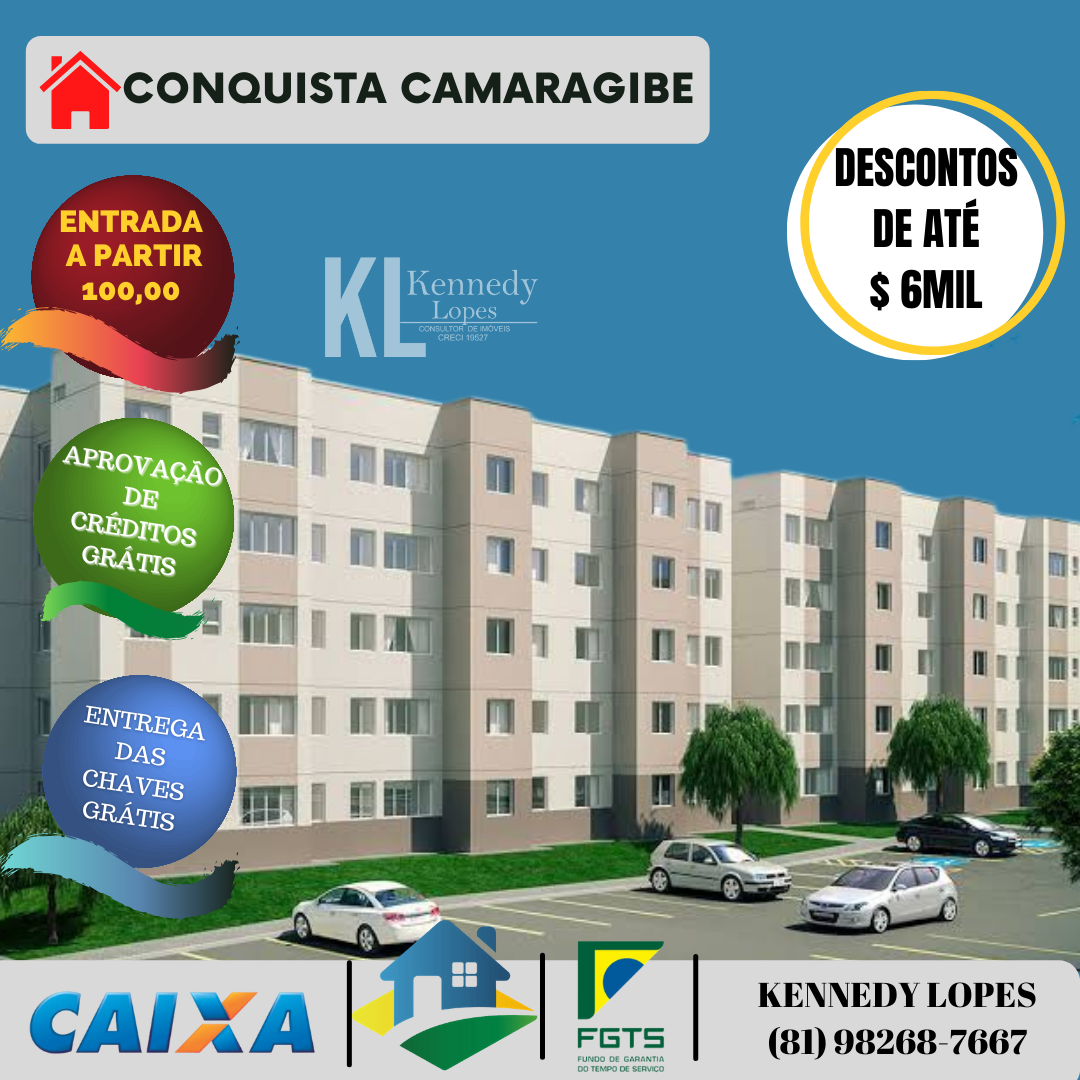 CONQUISTA CAMARAGIBE
DESCONTOS
DE ATÉ
$ 6MIL
ENTRADA
A PARTIR
100,00
KL
Kennedy
Lopes
CONSULTOR DE IMÓVEIS
CRECI 19527
APROVAÇÃO
DE
CRÉDITOS
GRÁTIS
ENTREGA
DAS
CHAVES
GRÁTIS
CAIXA
FGTS
FUNDO DE GARANTIA
DO TEMPO DE SERVICO
KENNEDY LOPES
(81) 98268-7667